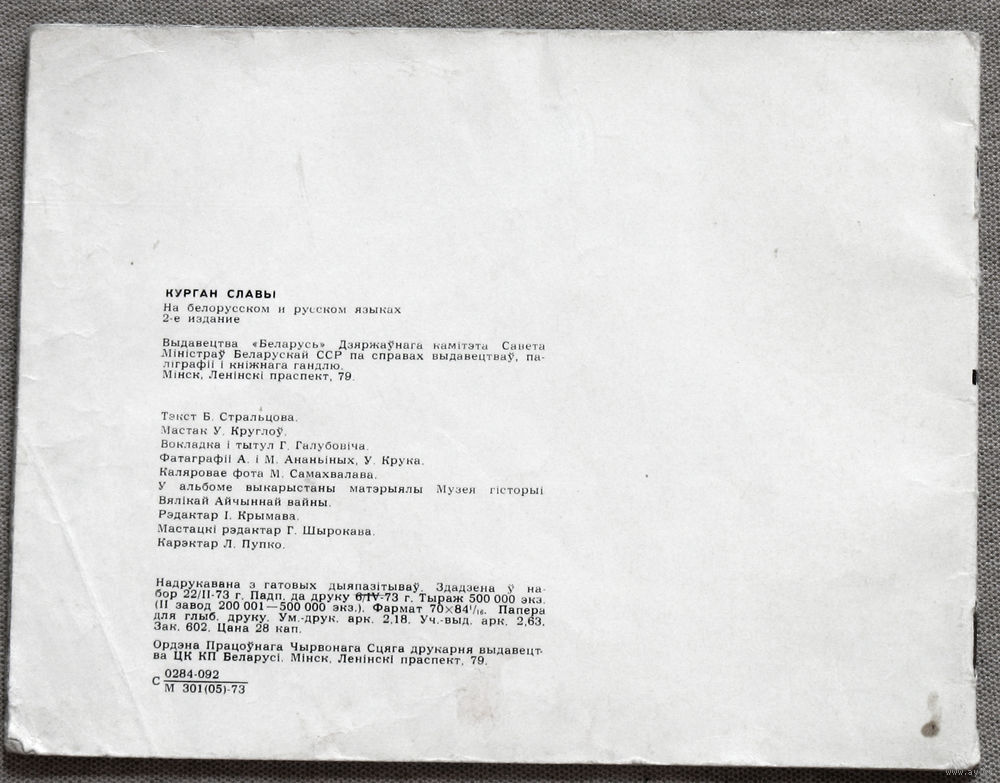 КУРГАН СЛАВЫ
На белорусском и русском языках
2-е издание
Выдавецтва «Беларусь» Дзяржаўнага камітэта Савета
Міністраў Беларускай ССР па справах выдавецтваў, па-
ліграфіі і кніжнага гандлю.
Мінск, Ленінскі праспект, 79.
Тэкст Б. Стральцова.
Мастак У. Круглоў.
Вокладка і тытул Г. Галубовіча.
Фатаграфіі А. і М. Ананьіных, У. Крука.
Каляровае фота М. Самахвалава.
У альбоме выкарыстаны матэрыялы Музея гісторыі
Вялікай Айчыннай вайны.
Рэдактар І. Крымава.
Мастацкі рэдактар Г. Шырокава.
Карэктар Л. Пупко.
Надрукавана з гатовых дыяпазітываў. Здадзена ў на-
бор 22/II-73 г. Падп. да друку 6/IV-73 г. Тыраж 500 000 экз.
(II завод 200 001—500 000 экз.). Фармат 70×84¹/₁₆. Папера
для глыб. друку. Ум.-друк. арк. 2,18. Уч.-выд. арк. 2,63.
Зак. 602. Цана 28 кап.
Ордэна Працоўнага Чырвонага Сцяга друкарня выдавецт-
ва ЦК КП Беларусі. Мінск, Ленінскі праспект, 79.
С 0284-092
М 301(05)-73